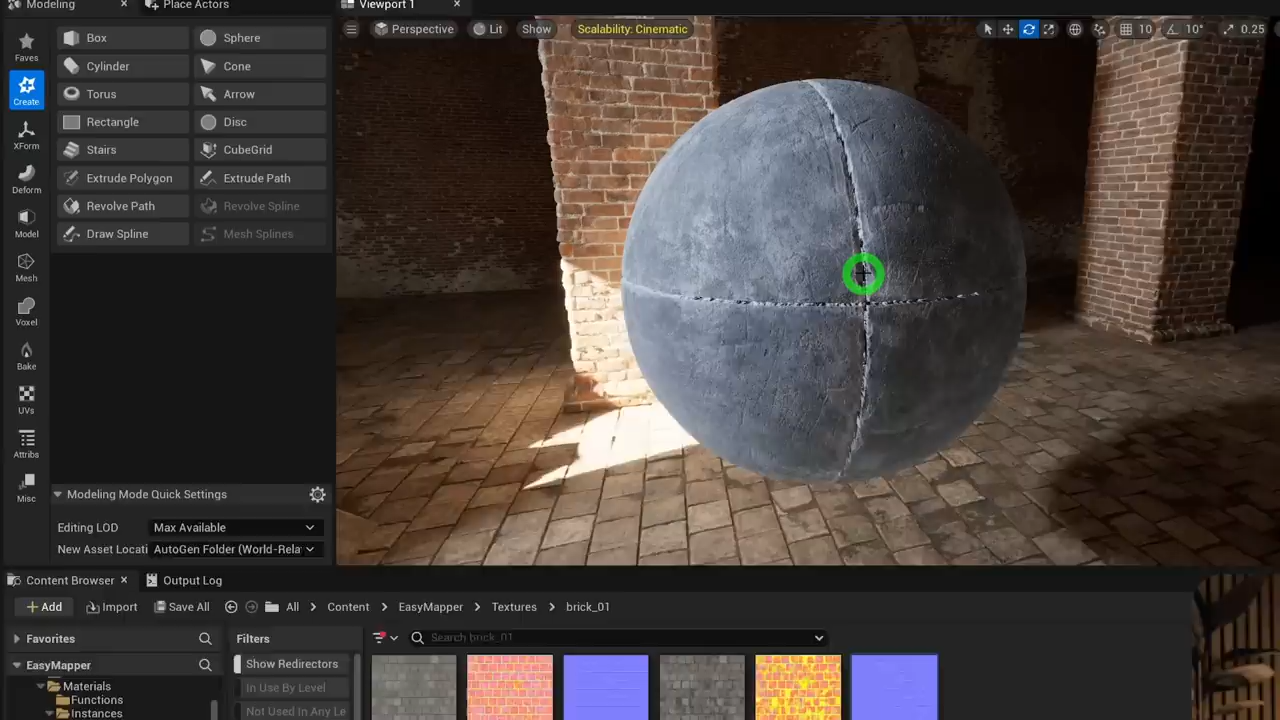 Modeling
Place Actors
Viewport 1
Box
Sphere
Cylinder
Cone
Torus
Arrow
Rectangle
Disc
Stairs
CubeGrid
Extrude Polygon
Extrude Path
Revolve Path
Revolve Spline
Draw Spline
Mesh Splines
Faves
Create
XForm
Deform
Model
Mesh
Voxel
Bake
UVs
Attribs
Misc
Perspective
Lit
Show
Scalability: Cinematic
10
10°
0.25
Modeling Mode Quick Settings
Editing LOD
Max Available
New Asset Locati
AutoGen Folder (World-Rela
Content Browser
Output Log
Add
Import
Save All
All
Content
EasyMapper
Textures
brick_01
Favorites
Filters
Search brick_01
EasyMapper
Show Redirectors
Materials
In Use By Level
Functions
Instances
Not Used In Any Le